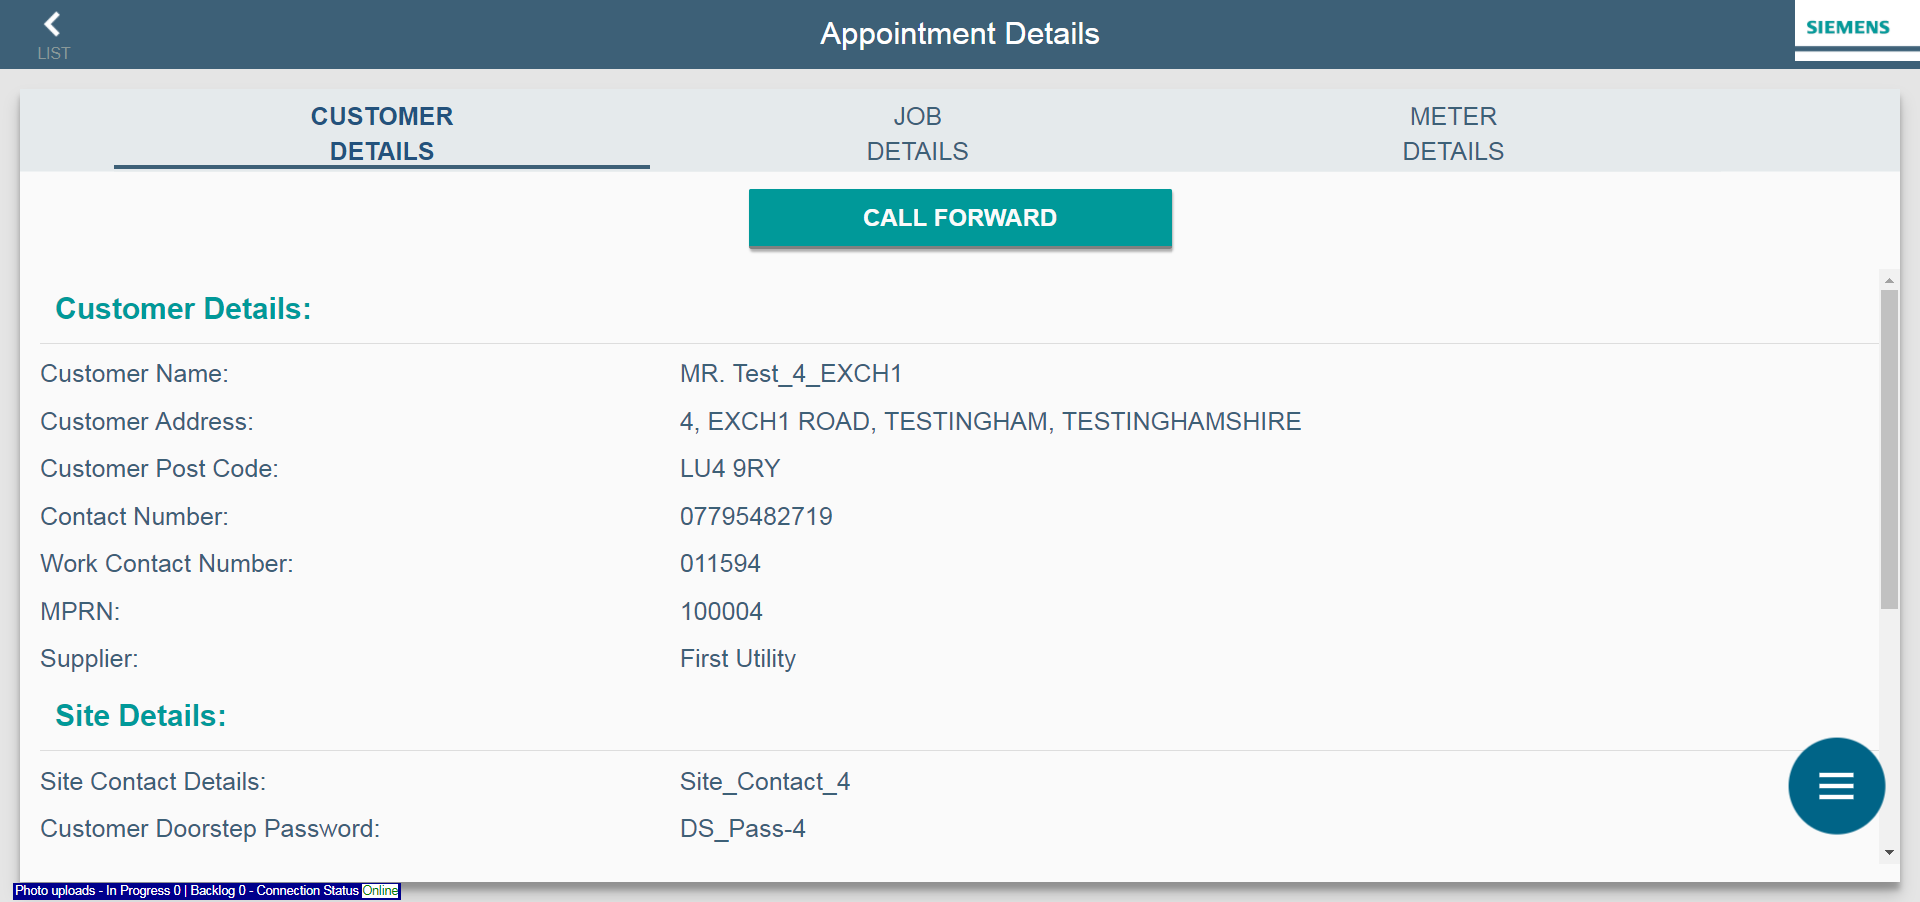 LIST
Appointment Details
SIEMENS
CUSTOMER
DETAILS
JOB
DETAILS
METER
DETAILS
CALL FORWARD
Customer Details:
Customer Name: MR. Test_4_EXCH1
Customer Address: 4, EXCH1 ROAD, TESTINGHAM, TESTINGHAMSHIRE
Customer Post Code: LU4 9RY
Contact Number: 07795482719
Work Contact Number: 011594
MPRN: 100004
Supplier: First Utility
Site Details:
Site Contact Details: Site_Contact_4
Customer Doorstep Password: DS_Pass-4
Photo uploads - In Progress 0 | Backlog 0 - Connection Status Online